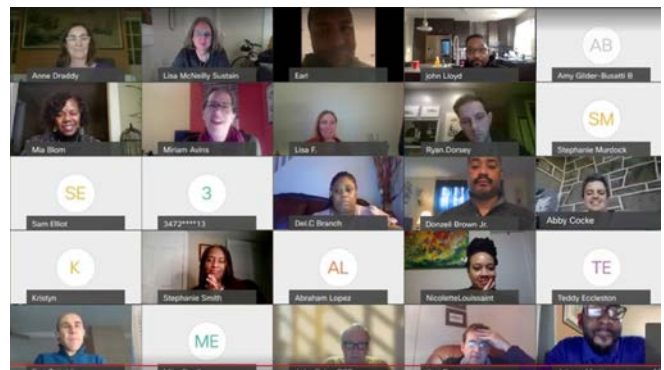 Anne Draddy
Lisa McNeilly Sustain
Earl
john Lloyd
AB
Amy Gilder-Busatti B
Mia Blom
Miriam Avins
Lisa F.
Ryan.Dorsey
SM
Stephanie Murdock
SE
Sam Elliot
3
3472****13
Del.C Branch
Donzell Brown Jr.
Abby Cocke
K
Kristyn
Stephanie Smith
AL
Abraham Lopez
NicoletteLouissaint
TE
Teddy Eccleston
ME